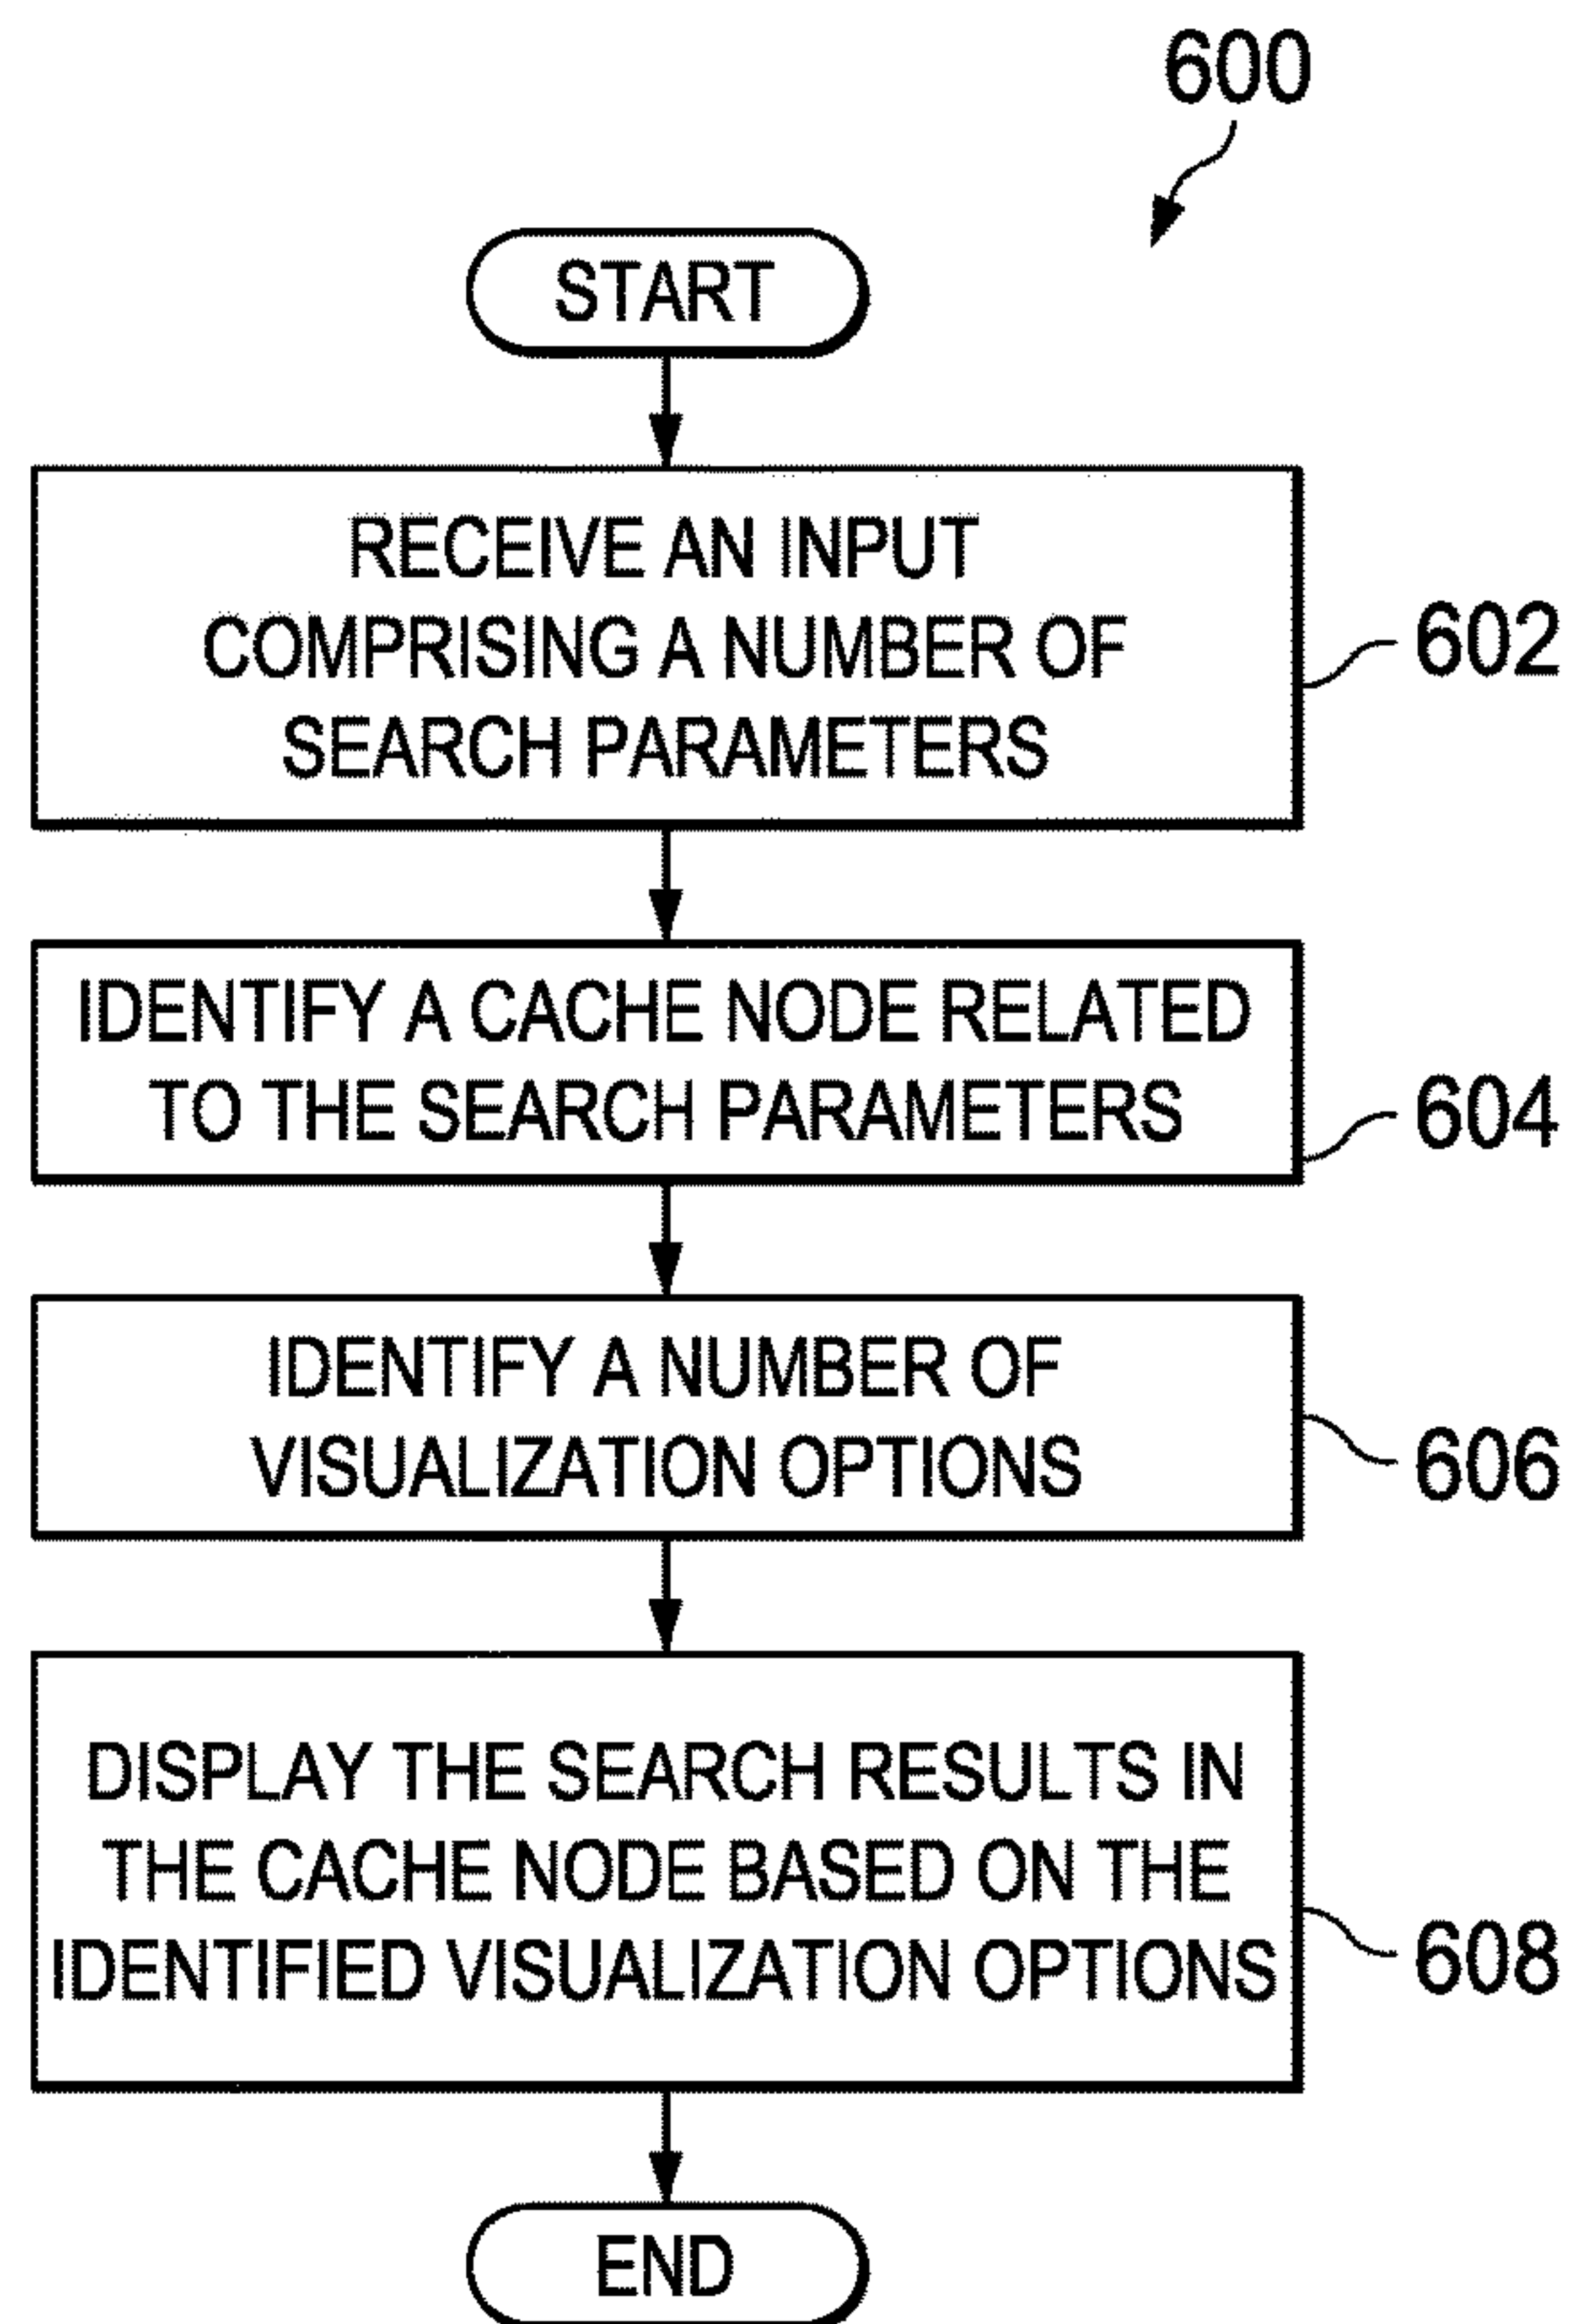 600
START
RECEIVE AN INPUT
COMPRISING A NUMBER OF
SEARCH PARAMETERS
602
IDENTIFY A CACHE NODE RELATED
TO THE SEARCH PARAMETERS
604
IDENTIFY A NUMBER OF
VISUALIZATION OPTIONS
606
DISPLAY THE SEARCH RESULTS IN
THE CACHE NODE BASED ON THE
IDENTIFIED VISUALIZATION OPTIONS
608
END